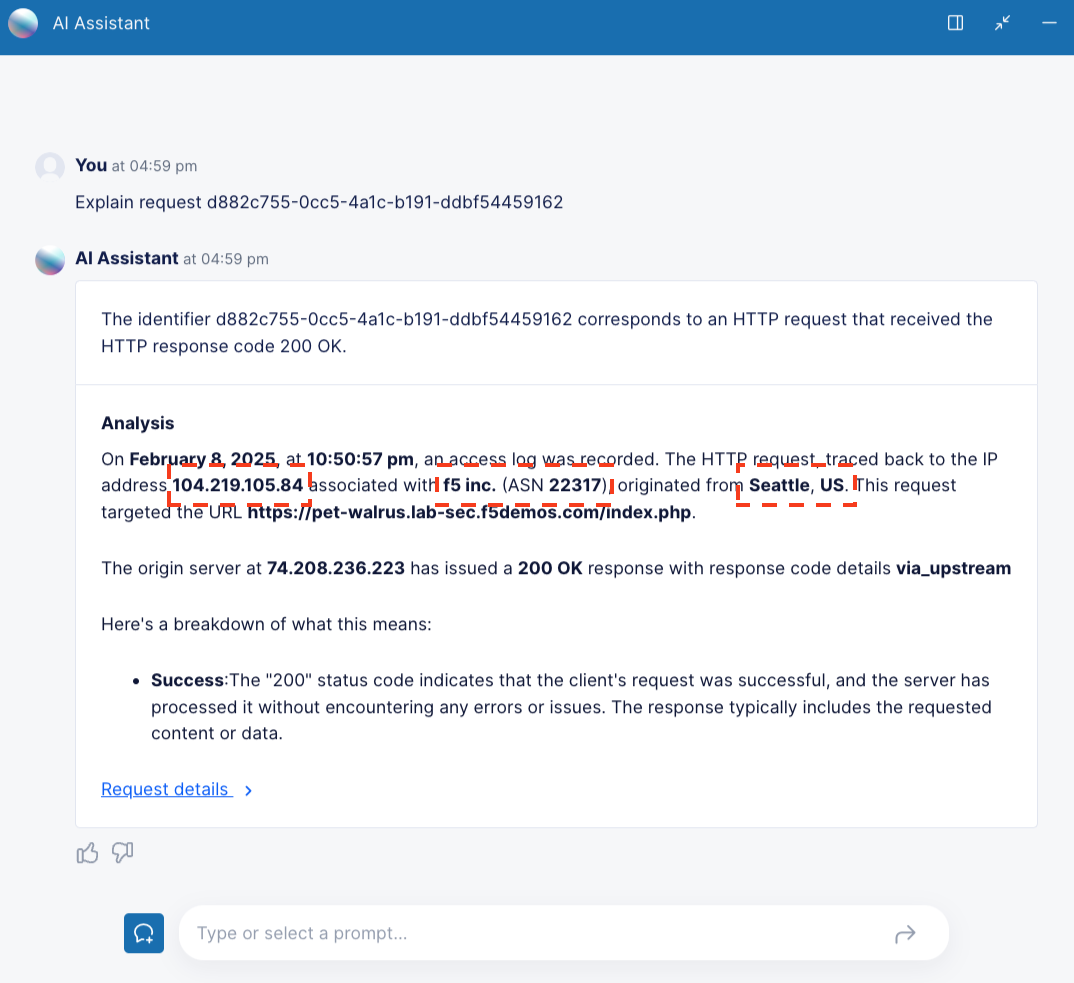 AI Assistant
You at 04:59 pm
Explain request d882c755-0cc5-4a1c-b191-ddbf54459162
AI Assistant at 04:59 pm
The identifier d882c755-0cc5-4a1c-b191-ddbf54459162 corresponds to an HTTP request that received the
HTTP response code 200 OK.
Analysis
On February 8, 2025, at 10:50:57 pm, an access log was recorded. The HTTP request, traced back to the IP
address 104.219.105.84 associated with f5 inc. (ASN 22317), originated from Seattle, US. This request
targeted the URL https://pet-walrus.lab-sec.f5demos.com/index.php.
The origin server at 74.208.236.223 has issued a 200 OK response with response code details via_upstream
Here's a breakdown of what this means:
• Success:The "200" status code indicates that the client's request was successful, and the server has
processed it without encountering any errors or issues. The response typically includes the requested
content or data.
Request details
Type or select a prompt...